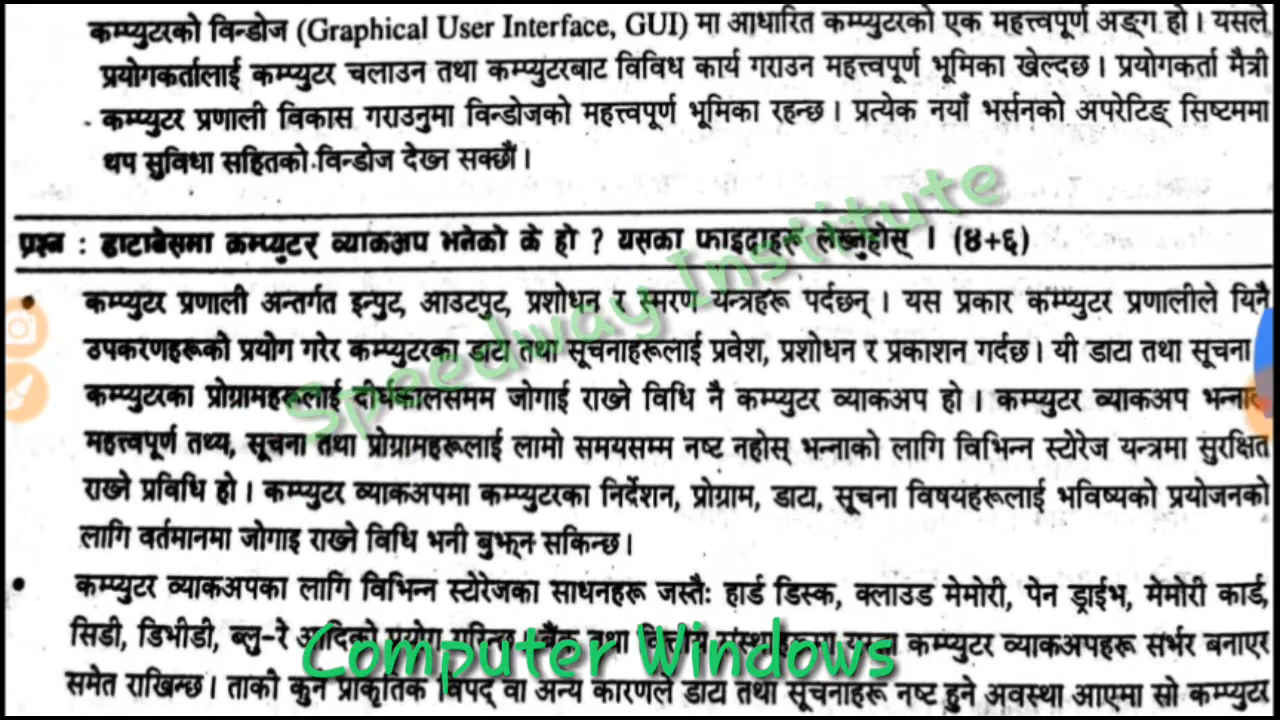 कम्प्युटरको विन्डोज (Graphical User Interface, GUI) मा आधारित कम्प्युटरको एक महत्त्वपूर्ण अङ्ग हो । यसले
प्रयोगकर्तालाई कम्प्युटर चलाउन तथा कम्प्युटरबाट विविध कार्य गराउन महत्त्वपूर्ण भूमिका खेल्दछ । प्रयोगकर्ता मैत्री
कम्प्युटर प्रणाली विकास गराउनुमा विन्डोजको महत्त्वपूर्ण भूमिका रहन्छ । प्रत्येक नयाँ भर्सनको अपरेटिङ् सिष्टममा
थप सुविधा सहितको विन्डोज देख्न सक्छौं ।
प्रश्न : डाटाबेसमा कम्प्युटर व्याकअप भनेको के हो ? यसका फाइदाहरू लेख्नुहोस् । (४+६)
• कम्प्युटर प्रणाली अन्तर्गत इन्पुट, आउटपुट, प्रशोधन र स्मरण यन्त्रहरू पर्दछन् । यस प्रकार कम्प्युटर प्रणालीले यिनै
उपकरणहरूको प्रयोग गरेर कम्प्युटरका डाटा तथा सूचनाहरूलाई प्रवेश, प्रशोधन र प्रकाशन गर्दछ । यी डाटा तथा सूचना
कम्प्युटरका प्रोग्रामहरूलाई दीर्घकालसमम जोगाई राख्ने विधि नै कम्प्युटर व्याकअप हो । कम्प्युटर व्याकअप
महत्त्वपूर्ण तथ्य, सूचना तथा प्रोग्रामहरूलाई लामो समयसम्म नष्ट नहोस् भन्नाको लागि विभिन्न स्टोरेज यन्त्रमा सुरक्षित
राख्ने प्रविधि हो । कम्प्युटर व्याकअपमा कम्प्युटरका निर्देशन, प्रोग्राम, डाटा, सूचना विषयहरूलाई भविष्यको प्रयोजनको
लागि वर्तमानमा जोगाइ राख्ने विधि भनी बुझ्न सकिन्छ ।
• कम्प्युटर व्याकअपका लागि विभिन्न स्टोरेजका साधनहरू जस्तैः हार्ड डिस्क, क्लाउड मेमोरी, पेन ड्राईभ, मेमोरी कार्ड,
सिडी, डिभीडी, ब्लु-रे कम्प्युटर व्याकअपहरू सर्भर बनाएर
समेत राखिन्छ । ताकी कुनै प्राकृतिक विपद् वा अन्य कारणले डाटा तथा सूचनाहरू नष्ट हुने अवस्था आएमा सो कम्प्युटर
Speedway Institute
Computer Windows